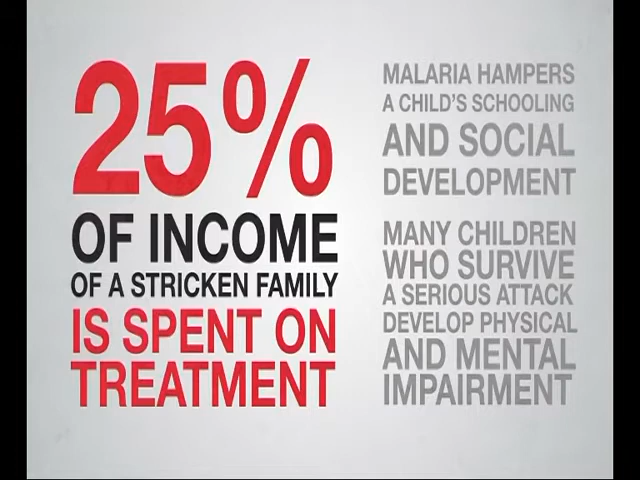 25%
OF INCOME
OF A STRICKEN FAMILY
IS SPENT ON
TREATMENT
MALARIA HAMPERS
A CHILD'S SCHOOLING
AND SOCIAL
DEVELOPMENT
MANY CHILDREN
WHO SURVIVE
A SERIOUS ATTACK
DEVELOP PHYSICAL
AND MENTAL
IMPAIRMENT